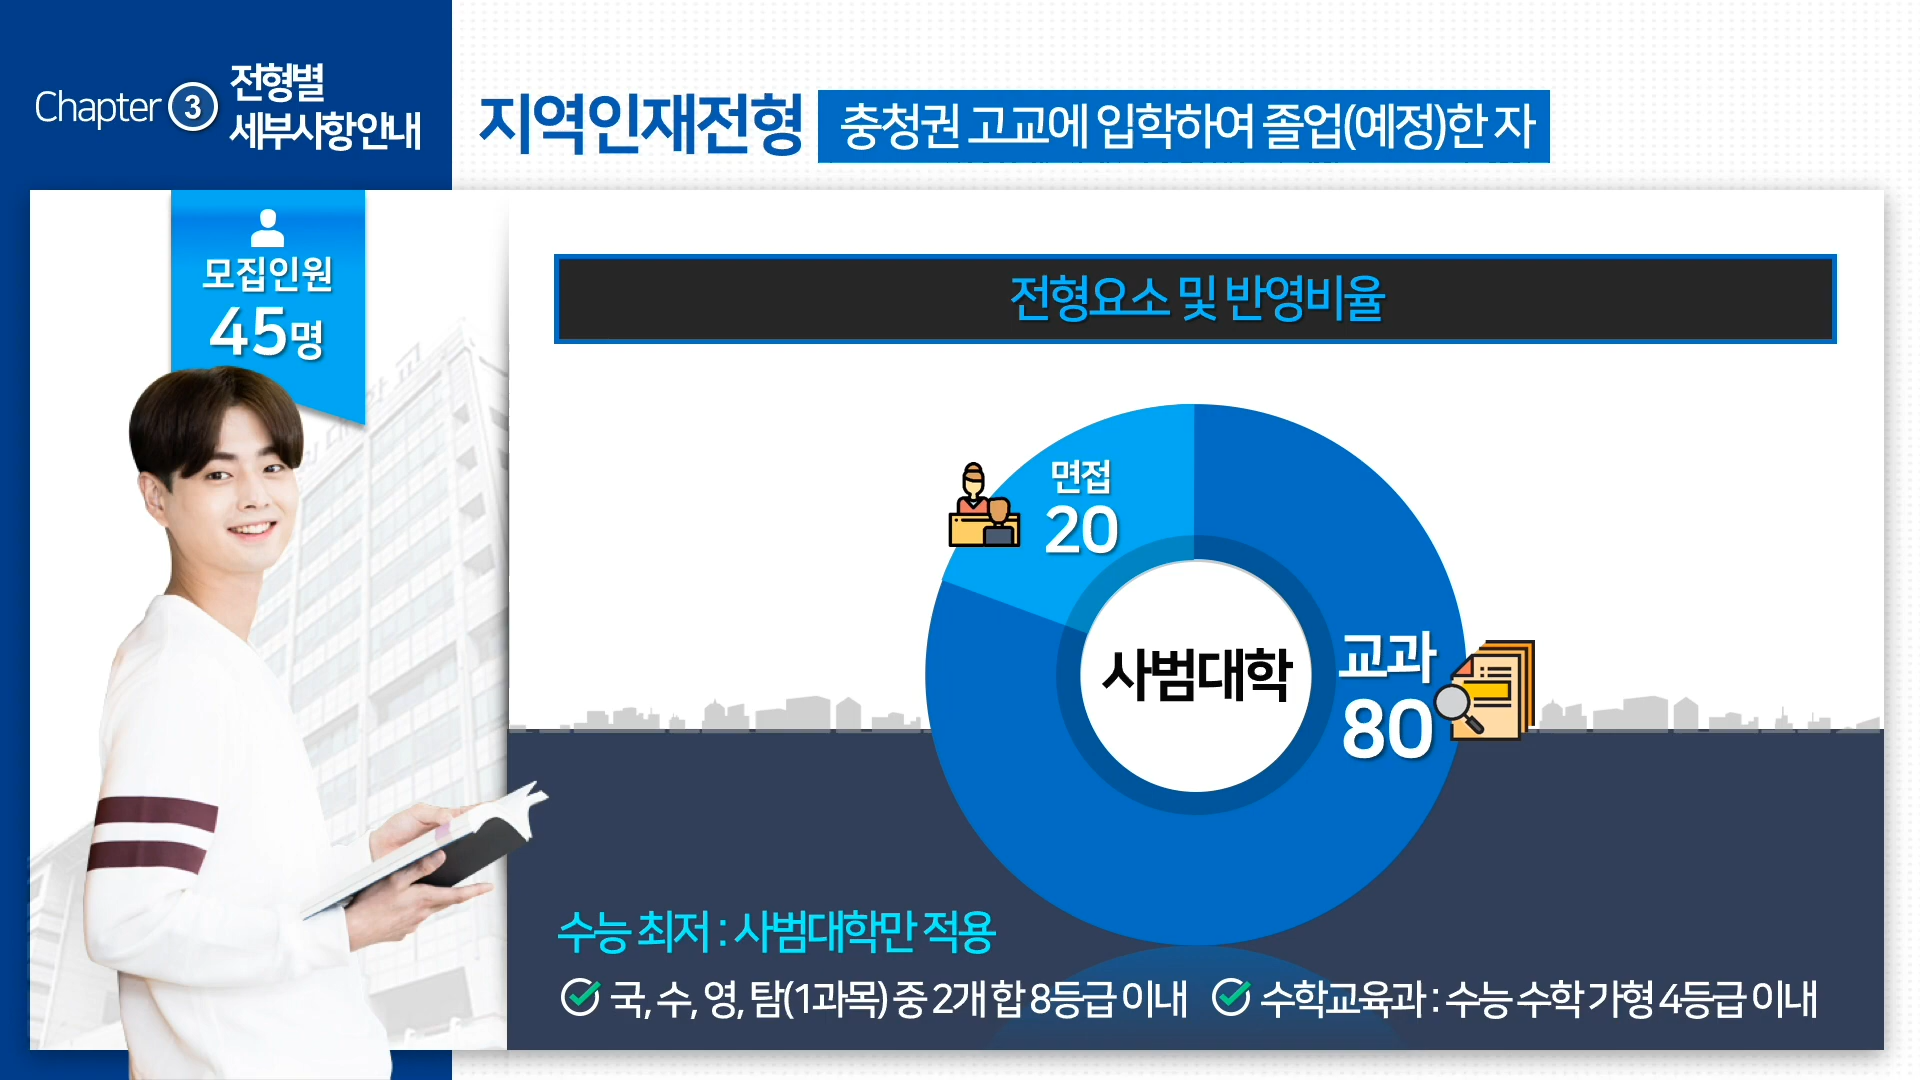 Chapter 3 전형별
세부사항 안내
지역인재전형 충청권 고교에 입학하여 졸업(예정)한 자
모집인원
45명
전형요소 및 반영비율
면접
20
사범대학
교과
80
수능 최저 : 사범대학만 적용
국, 수, 영, 탐(1과목) 중 2개 합 8등급 이내 수학교육과 : 수능 수학 가형 4등급 이내